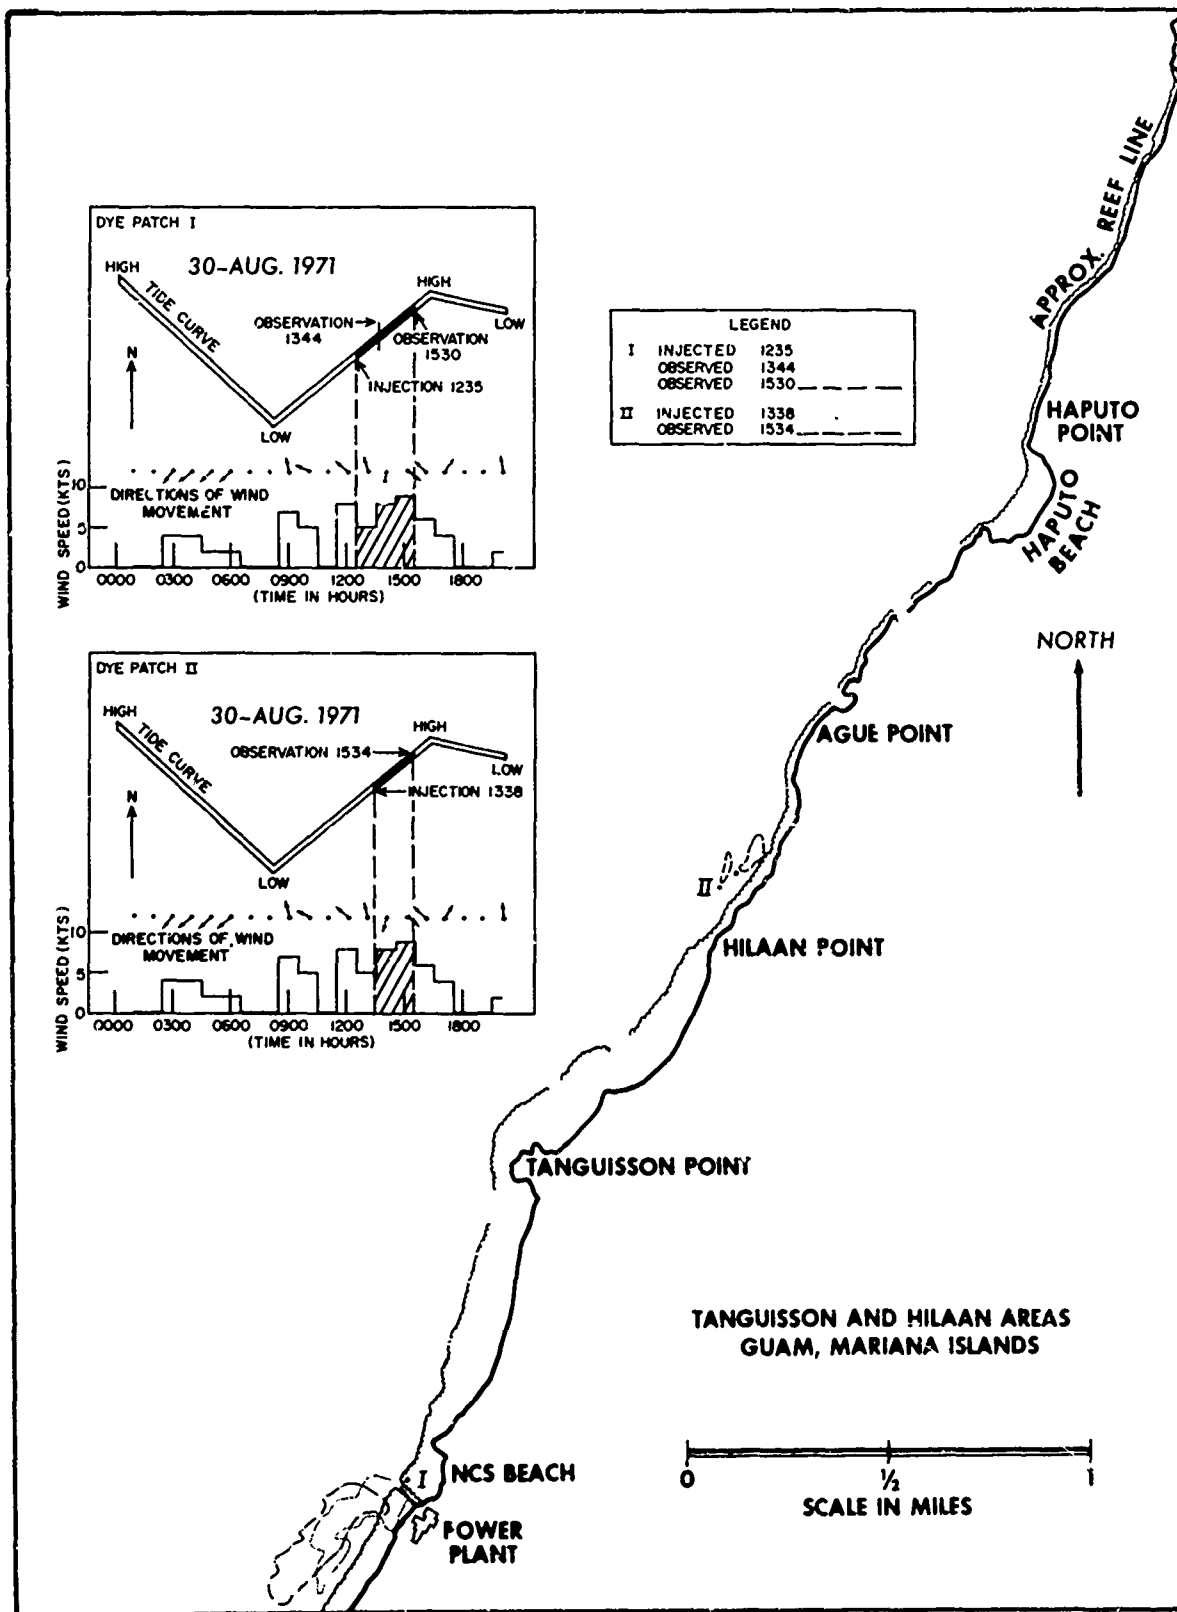 DYE PATCH I
30-AUG. 1971
HIGH
TIDE CURVE
HIGH
LOW
OBSERVATION
1344
OBSERVATION
1530
N
INJECTION 1235
LOW
WIND SPEED (KTS)
10
5
0
DIRECTIONS OF WIND
MOVEMENT
0000 0300 0600 0900 1200 1500 1800
(TIME IN HOURS)
DYE PATCH II
30-AUG. 1971
HIGH
TIDE CURVE
HIGH
OBSERVATION 1534
LOW
N
INJECTION 1338
LOW
WIND SPEED (KTS)
10
5
0
DIRECTIONS OF WIND
MOVEMENT
0000 0300 0600 0900 1200 1500 1800
(TIME IN HOURS)
LEGEND
I INJECTED 1235
OBSERVED 1344
OBSERVED 1530
II INJECTED 1338
OBSERVED 1534
APPROX. REEF LINE
HAPUTO
POINT
HAPUTO
BEACH
NORTH
AGUE POINT
II
HILAAN POINT
TANGUISSON POINT
TANGUISSON AND HILAAN AREAS
GUAM, MARIANA ISLANDS
I
NCS BEACH
POWER
PLANT
0 1/2 1
SCALE IN MILES